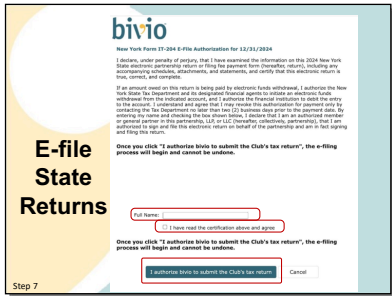 bivio
New York Form IT-204 E-File Authorization for 12/31/2024
I declare, under penalty of perjury, that I have examined the information on this 2024 New York
State electronic partnership return or filing fee payment form (hereafter, return), including any
accompanying schedules, attachments, and statements, and certify that this electronic return is
true, correct, and complete.
If an amount owed on this return is being paid by electronic funds withdrawal, I authorize the New
York State Department and its designated financial agents to initiate an electronic funds
withdrawal from the indicated account, and I authorize the financial institution to debit the entry
to the account. I understand and agree that I may revoke this authorization for payment only by
contacting the Tax Department no later than two (2) business days prior to the payment date. By
entering my name and checking the box shown below, I declare that I am an authorized member
or general partner in this partnership, LLP, or LLC (hereafter, collectively, partnership), that I am
authorized to sign and file this electronic return on behalf of the partnership and am in fact signing
and filing this return.
Once you click "I authorize bivio to submit the Club's tax return", the e-filing
process will begin and cannot be undone.
E-file
State
Returns
Full Name:
I have read the certification above and agree
Once you click "I authorize bivio to submit the Club's tax return", the e-filing
process will begin and cannot be undone.
I authorize bivio to submit the Club's tax return
Cancel
Step 7